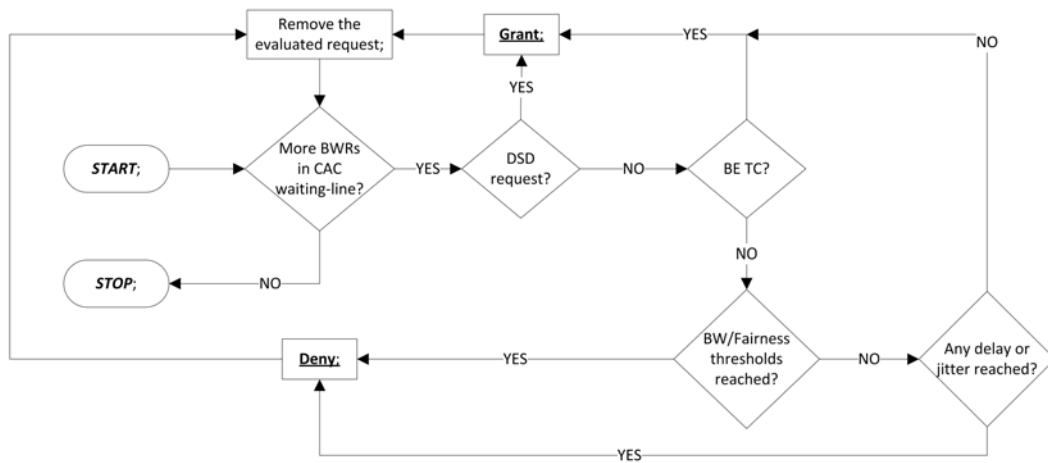 Remove the
evaluated request;
Grant;
YES
NO
YES
START;
More BWRs
in CAC
waiting-line?
YES
DSD
request?
NO
BE TC?
NO
STOP;
NO
Deny;
YES
BW/Fairness
thresholds
reached?
NO
Any delay or
jitter reached?
YES